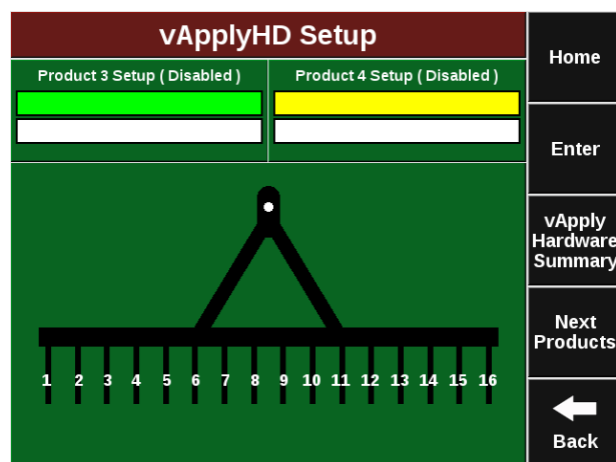 vApplyHD Setup
Product 3 Setup ( Disabled )
Product 4 Setup ( Disabled )
1 2 3 4 5 6 7 8 9 10 11 12 13 14 15 16
Home
Enter
vApply
Hardware
Summary
Next
Products
Back